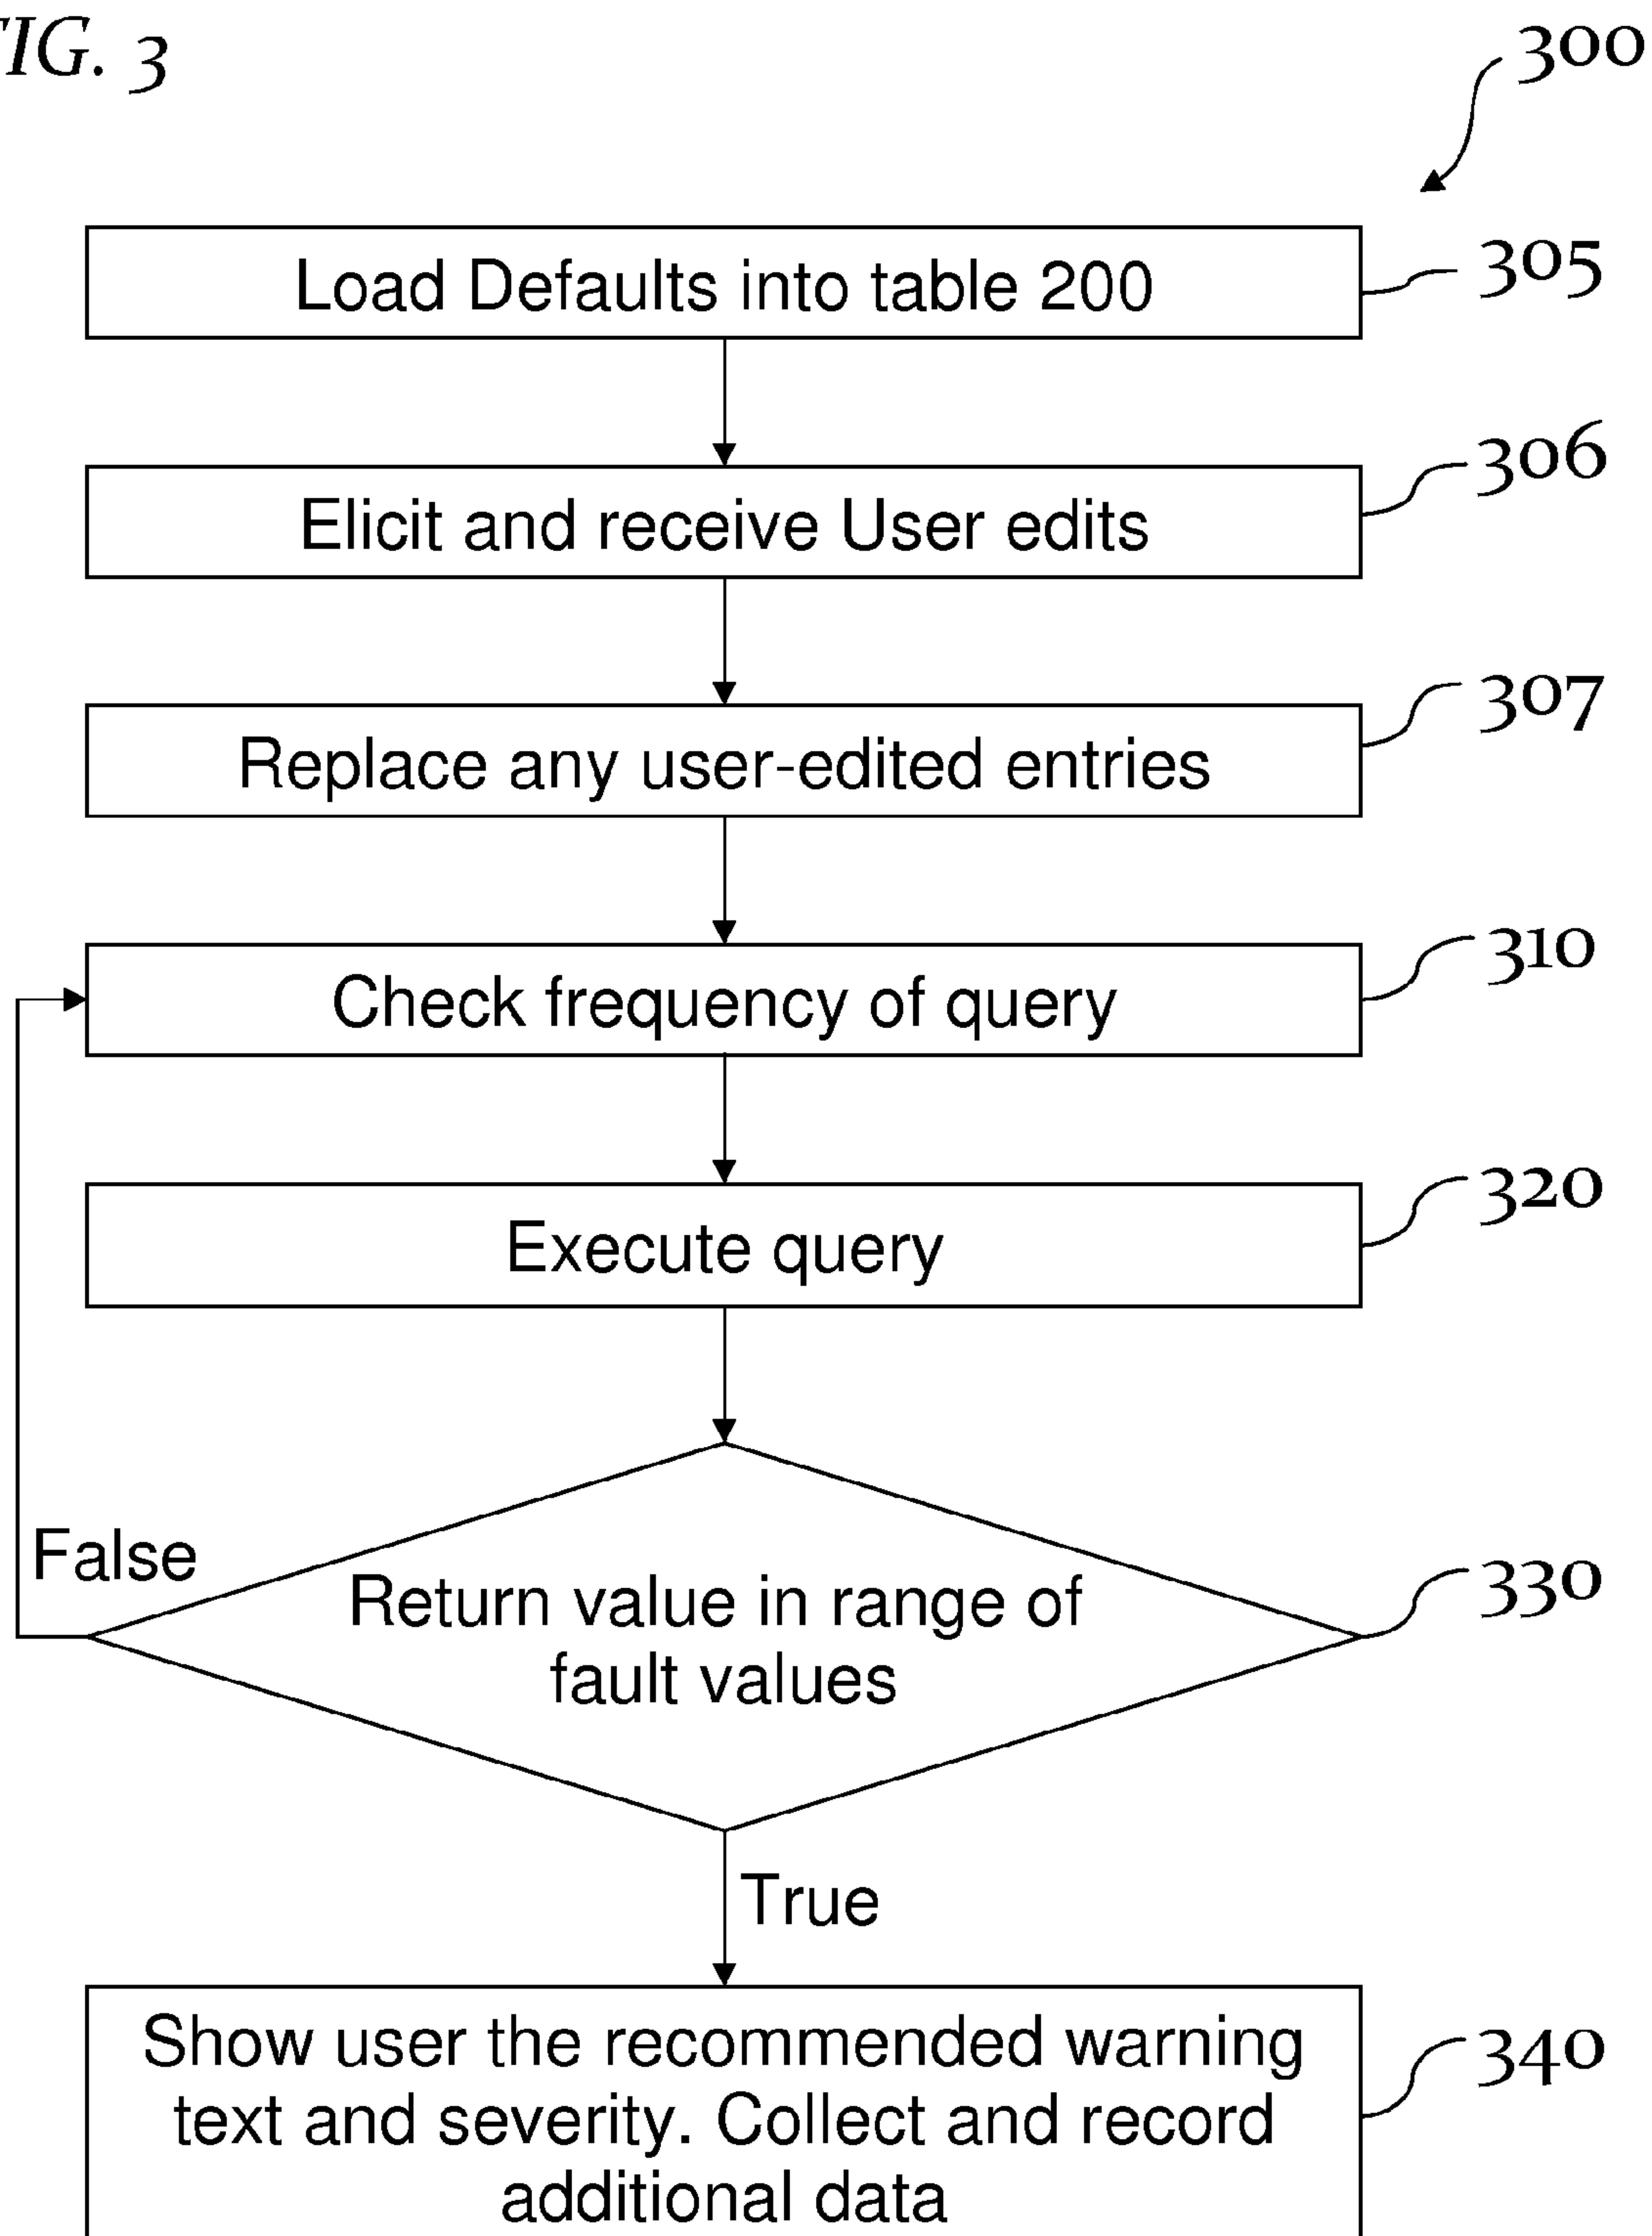 FIG. 3
300
Load Defaults into table 200
305
Elicit and receive User edits
306
Replace any user-edited entries
307
Check frequency of query
310
Execute query
320
False
Return value in range of
fault values
330
True
Show user the recommended warning
text and severity. Collect and record
additional data
340